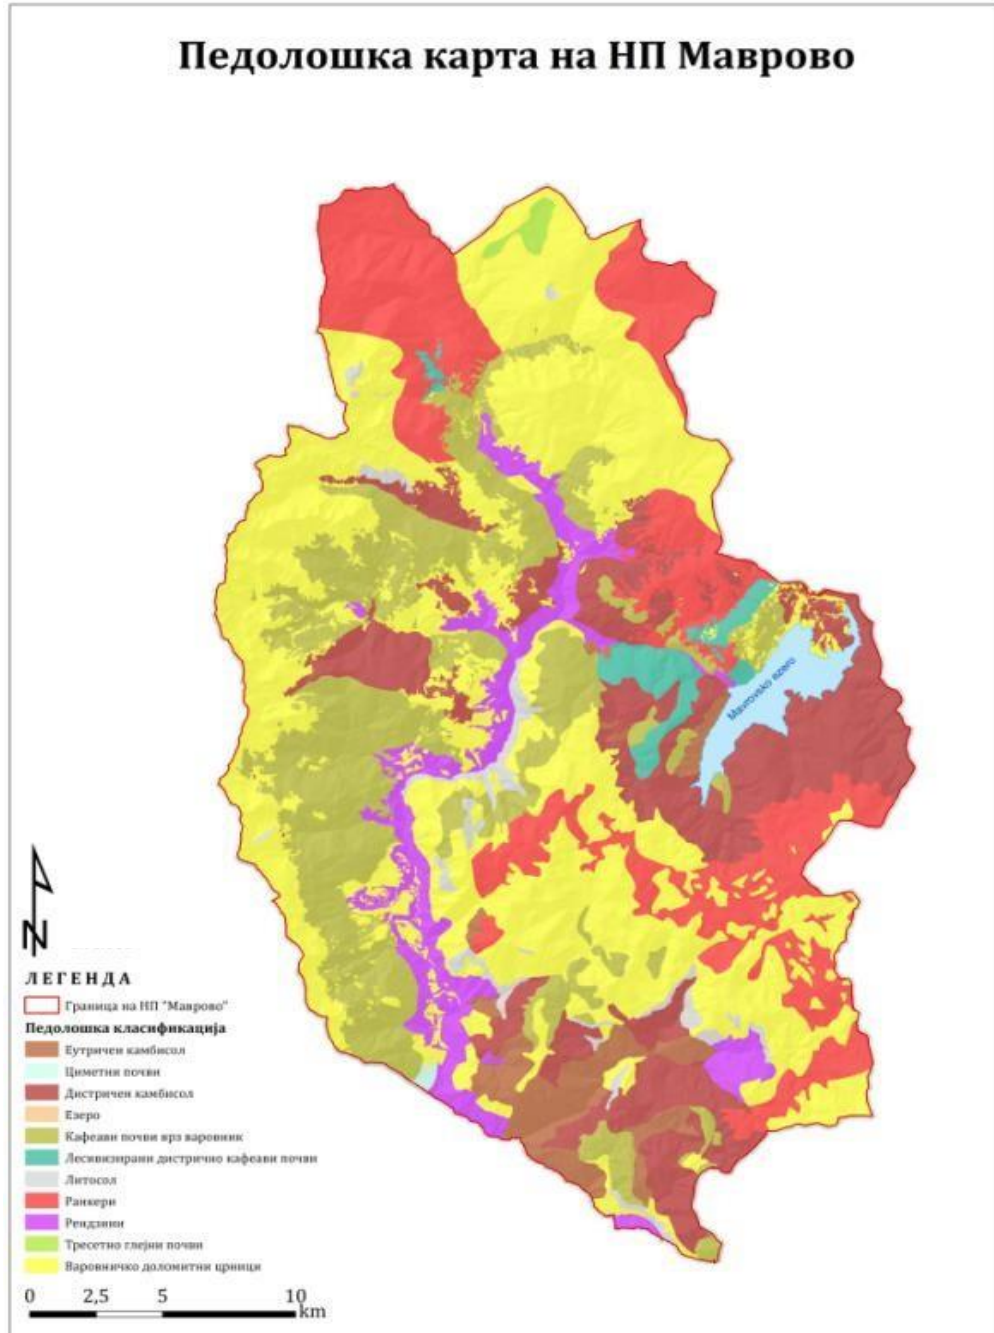 Педолошка карта на НП Маврово
Mavrovsko ezero
N
ЛЕГЕНДА
Граница на НП "Маврово"
Педолошка класификација
Еутричен камбисол
Циметни почви
Дистричен камбисол
Езеро
Кафеави почви врз варовник
Лесивизирани дистрично кафеави почви
Литосол
Ранкери
Рендзини
Тресетно глејни почви
Варовничко доломитни црници
0 2,5 5 10
km